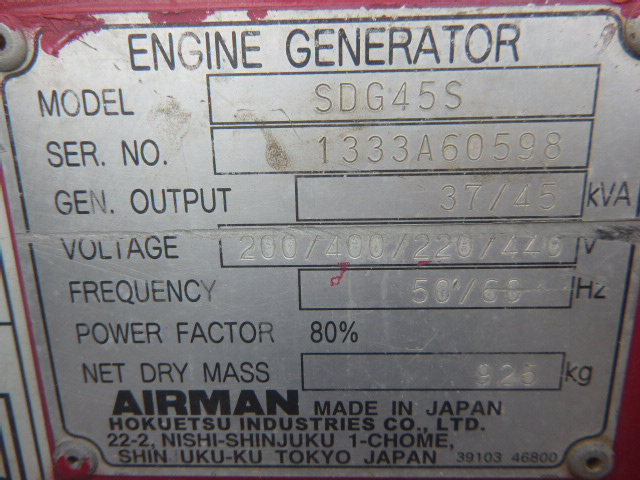 ENGINE GENERATOR
MODEL SDG45S
SER. NO. 1333A60598
GEN. OUTPUT 37/45 kVA
VOLTAGE 200/400/220/440 V
FREQUENCY 50/60 Hz
POWER FACTOR 80%
NET DRY MASS 925 kg
AIRMAN MADE IN JAPAN
HOKUETSU INDUSTRIES CO., LTD.
22-2, NISHI-SHINJUKU 1-CHOME,
SHIN UKU-KU TOKYO JAPAN 39103 46800